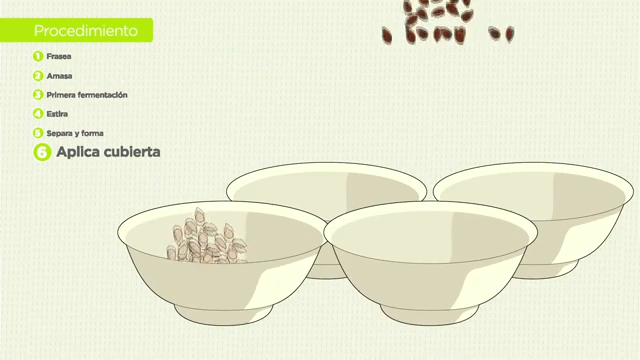 Procedimiento
1 Frasea
2 Amasa
3 Primera fermentación
4 Estira
5 Separa y forma
6 Aplica cubierta